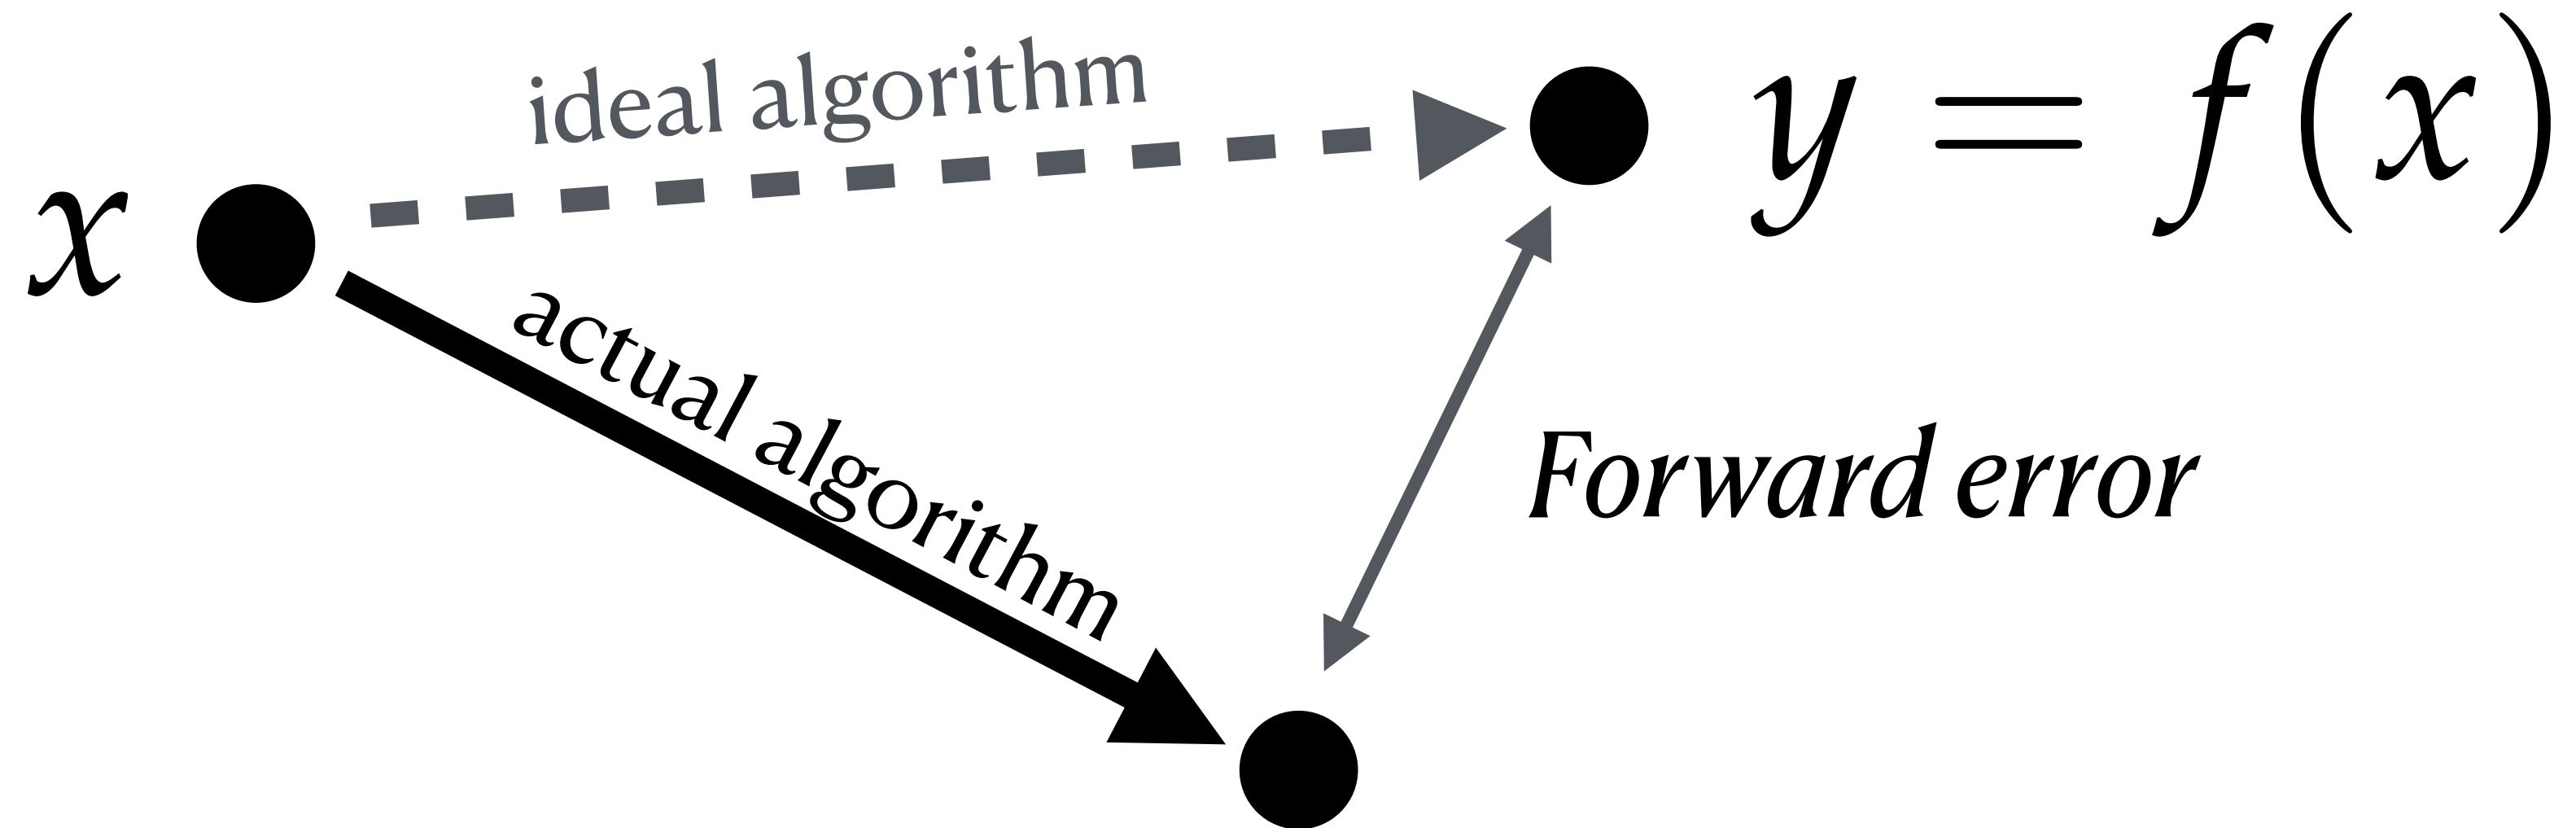 ideal algorithm
y = f(x)
x
actual algorithm
Forward error